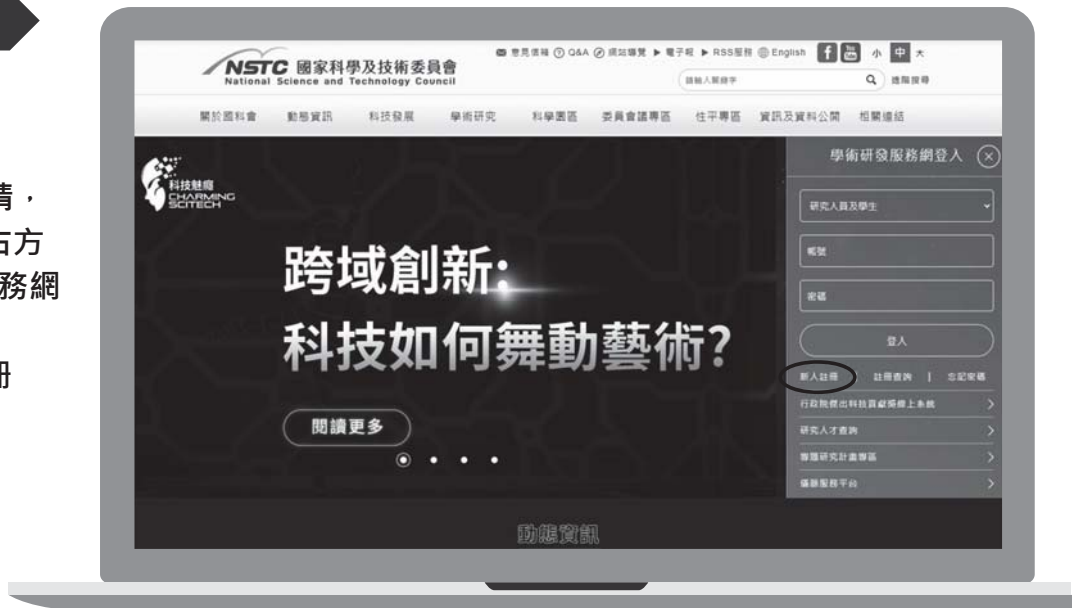 請，
右方
務網
冊
NSTC 國家科學及技術委員會
National Science and Technology Council
意見信箱 Q&A 網站導覽 電子報 RSS服務 English f You Tube 小 中 大
請輸入關鍵字 進階搜尋
關於國科會 動態資訊 科技發展 學術研究 科學園區 委員會議專區 性平專區 資訊及資料公開 相關連結
科技魅癮
CHARMING
SCITECH
跨域創新:
科技如何舞動藝術?
閱讀更多
學術研發服務網登入
研究人員及學生
帳號
密碼
登入
新人註冊 | 註冊查詢 | 忘記密碼
行政院傑出科技貢獻獎線上系統
研究人才查詢
專題研究計畫專區
儀器服務平台
動態資訊